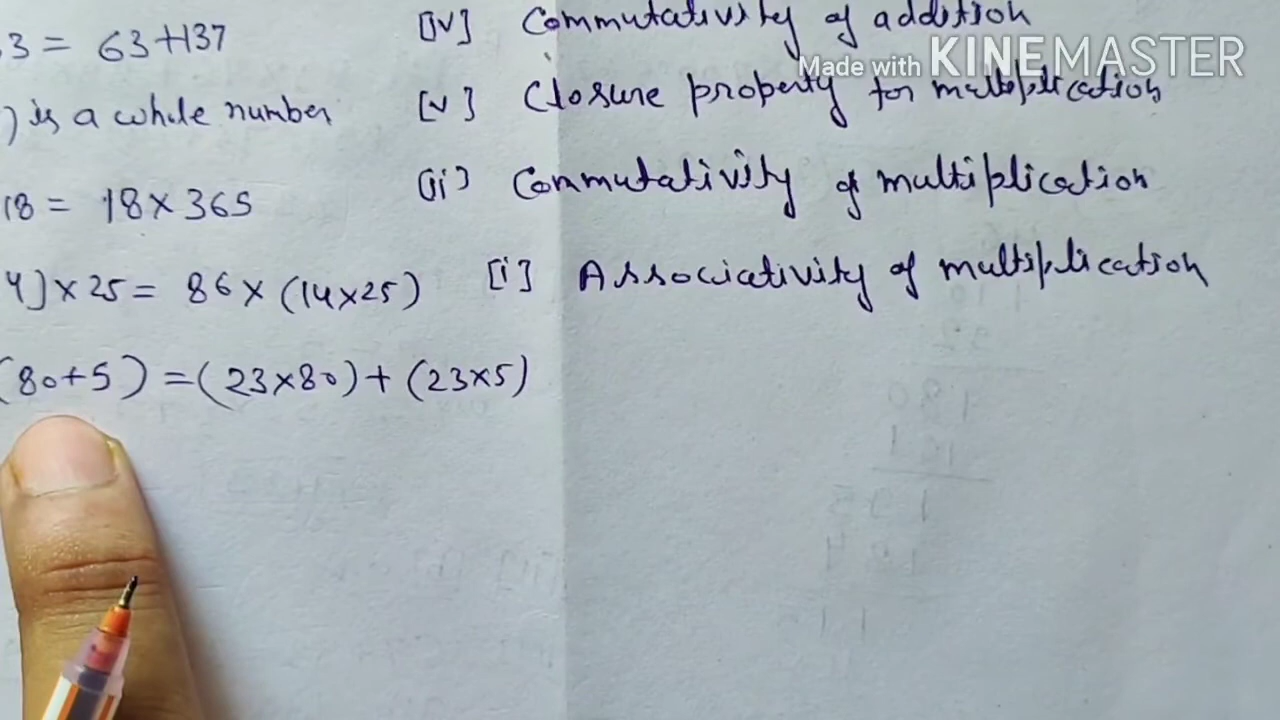 3 = 63+137 [iv] Commutativity of addition
Made with KINEMASTER
) is a whole number [v] Closure property for multiplication
18 = 18 × 365 (ii) Commutativity of multiplication
4) × 25 = 86 × (14×25) [i] Associativity of multiplication
(80+5) = (23×80) + (23×5)